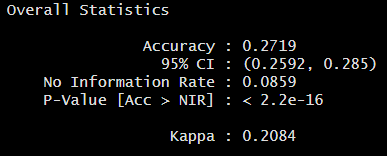 Overall Statistics
Accuracy : 0.2719
95% CI : (0.2592, 0.285)
No Information Rate : 0.0859
P-Value [Acc > NIR] : < 2.2e-16
Kappa : 0.2084